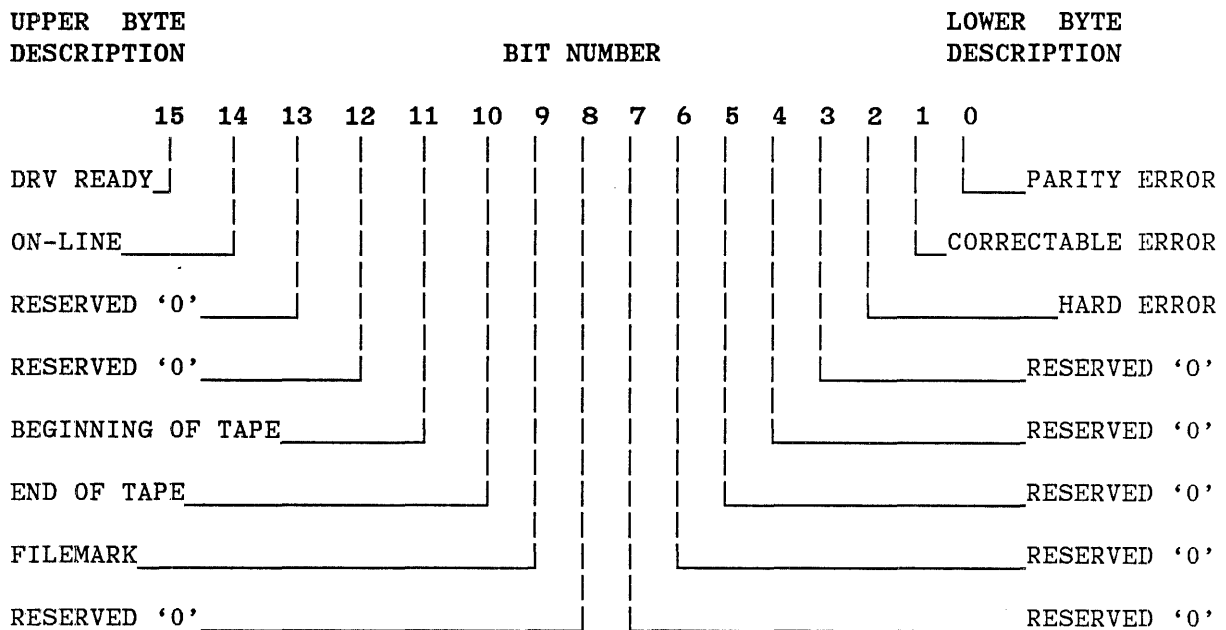 UPPER BYTE LOWER BYTE
DESCRIPTION BIT NUMBER DESCRIPTION
15 14 13 12 11 10 9 8 7 6 5 4 3 2 1 0
DRV READY PARITY ERROR
ON-LINE CORRECTABLE ERROR
RESERVED ‘0’ HARD ERROR
RESERVED ‘0’ RESERVED ‘0’
BEGINNING OF TAPE RESERVED ‘0’
END OF TAPE RESERVED ‘0’
FILEMARK RESERVED ‘0’
RESERVED ‘0’ RESERVED ‘0’